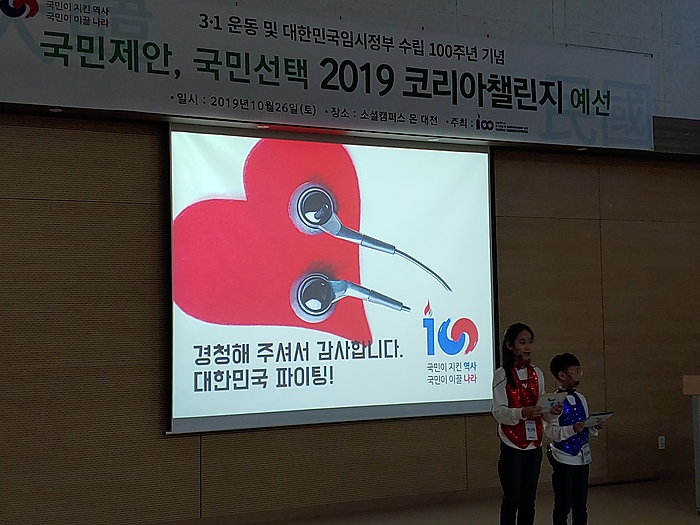 국민이 지킨 역사
국민이 이끌 나라
3·1 운동 및 대한민국임시정부 수립 100주년 기념
국민제안, 국민선택 2019 코리아챌린지 예선
·일시 : 2019년10월26일(토) ·장소 : 소셜캠퍼스 온 대전 ·주최 : 100
民國
경청해 주셔서 감사합니다.
대한민국 파이팅!
100
국민이 지킨 역사
국민이 이끌 나라